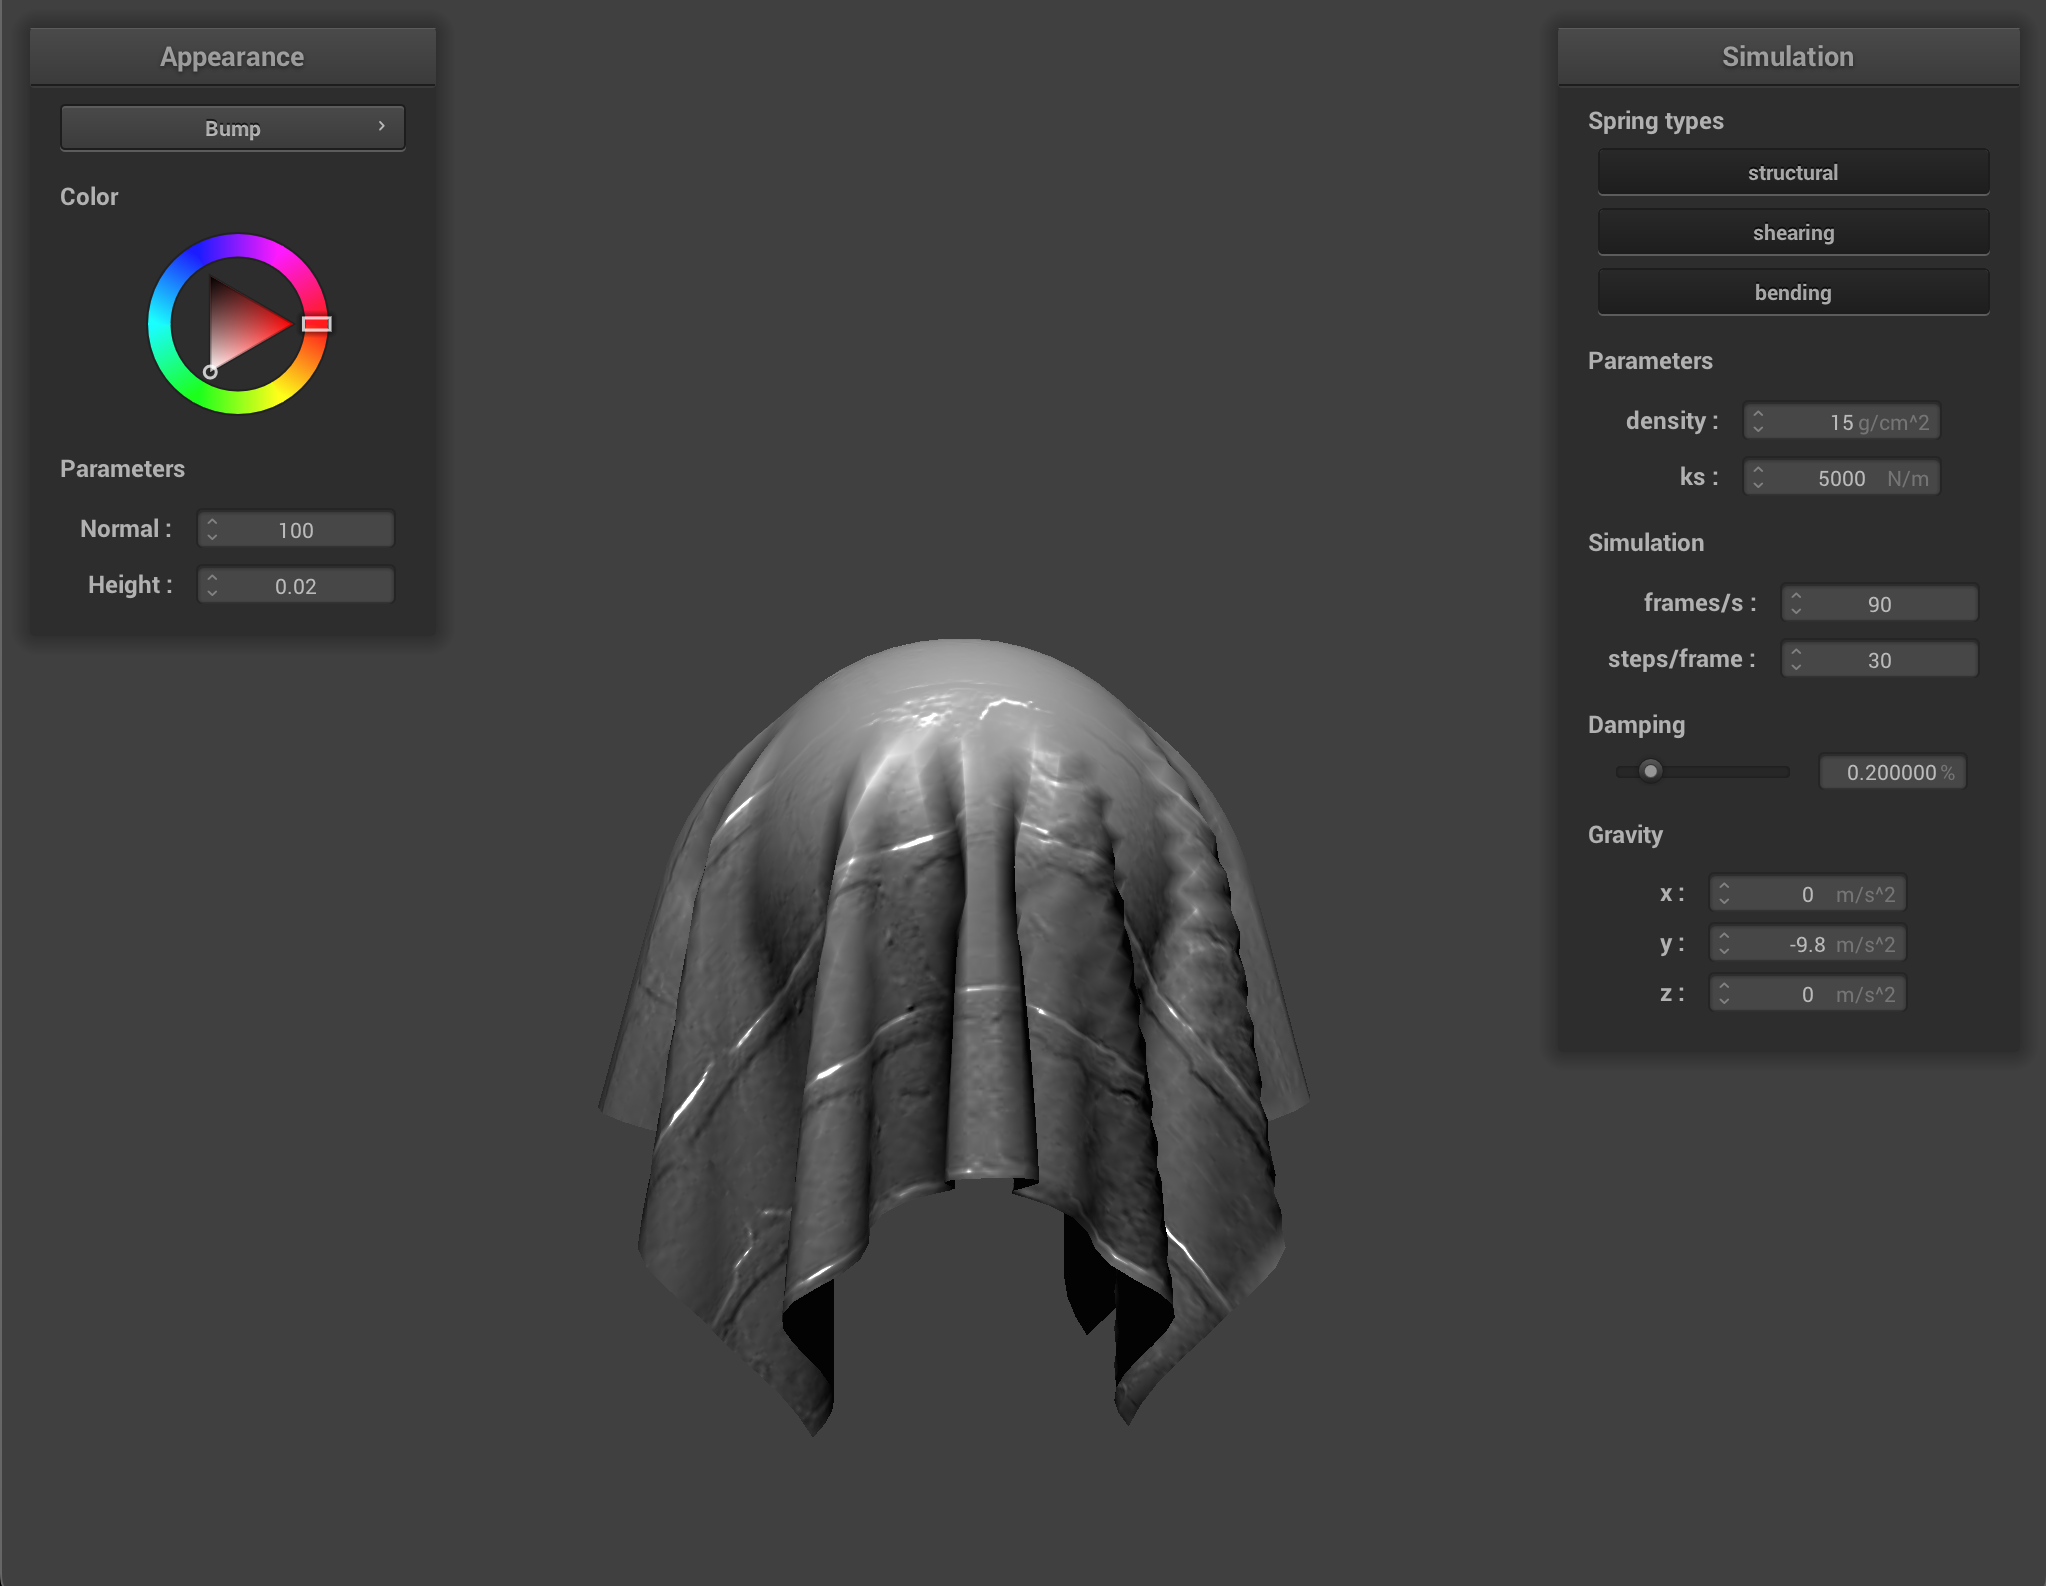 Appearance
Bump
Color
Parameters
Normal : 100
Height : 0.02
Simulation
Spring types
structural
shearing
bending
Parameters
density : 15 g/cm^2
ks : 5000 N/m
Simulation
frames/s : 90
steps/frame : 30
Damping
0.200000 %
Gravity
x : 0 m/s^2
y : -9.8 m/s^2
z : 0 m/s^2